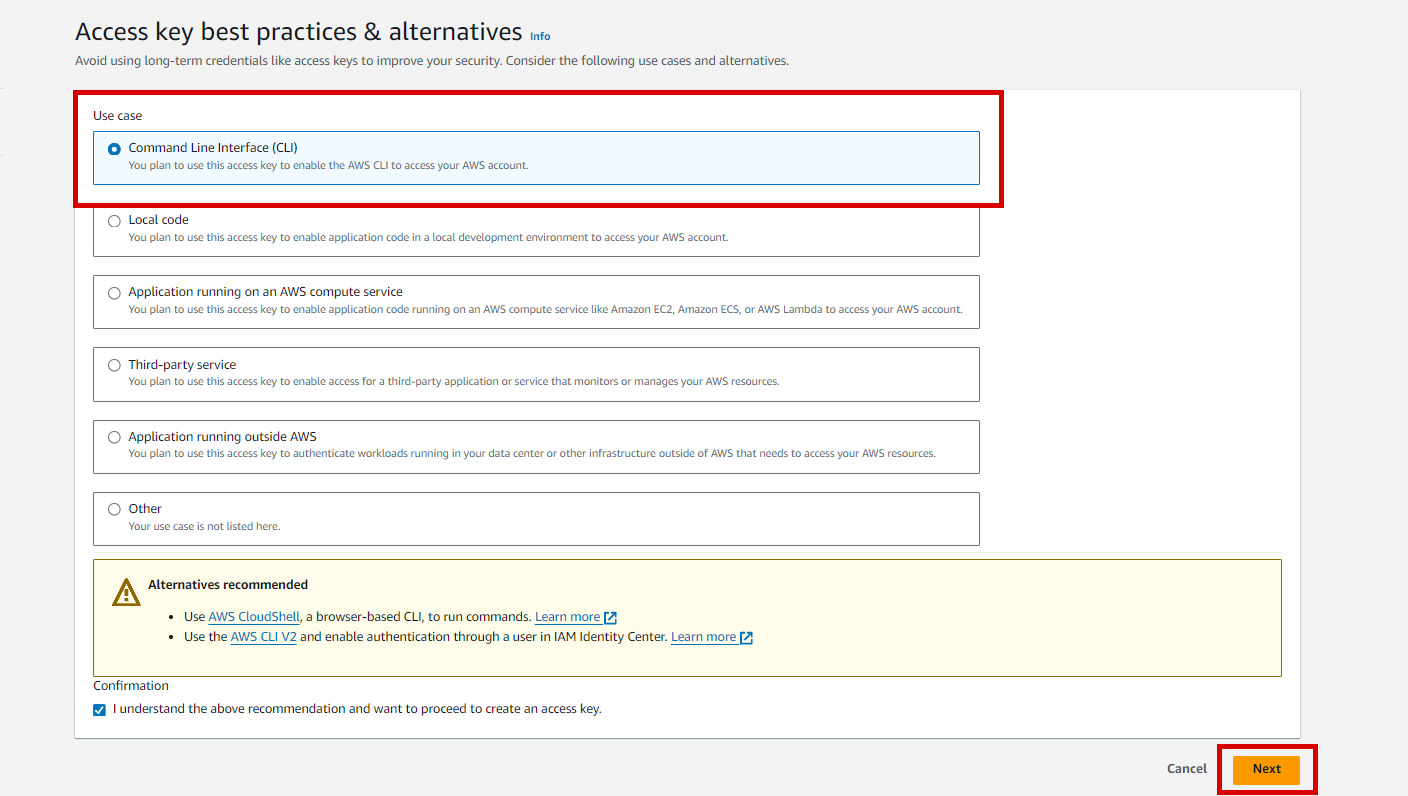 Access key best practices & alternatives Info
Avoid using long-term credentials like access keys to improve your security. Consider the following use cases and alternatives.
Use case
Command Line Interface (CLI)
You plan to use this access key to enable the AWS CLI to access your AWS account.
Local code
You plan to use this access key to enable application code in a local development environment to access your AWS account.
Application running on an AWS compute service
You plan to use this access key to enable application code running on an AWS compute service like Amazon EC2, Amazon ECS, or AWS Lambda to access your AWS account.
Third-party service
You plan to use this access key to enable access for a third-party application or service that monitors or manages your AWS resources.
Application running outside AWS
You plan to use this access key to authenticate workloads running in your data center or other infrastructure outside of AWS that needs to access your AWS resources.
Other
Your use case is not listed here.
Alternatives recommended
• Use AWS CloudShell, a browser-based CLI, to run commands. Learn more
• Use the AWS CLI V2 and enable authentication through a user in IAM Identity Center. Learn more
Confirmation
I understand the above recommendation and want to proceed to create an access key.
Cancel Next